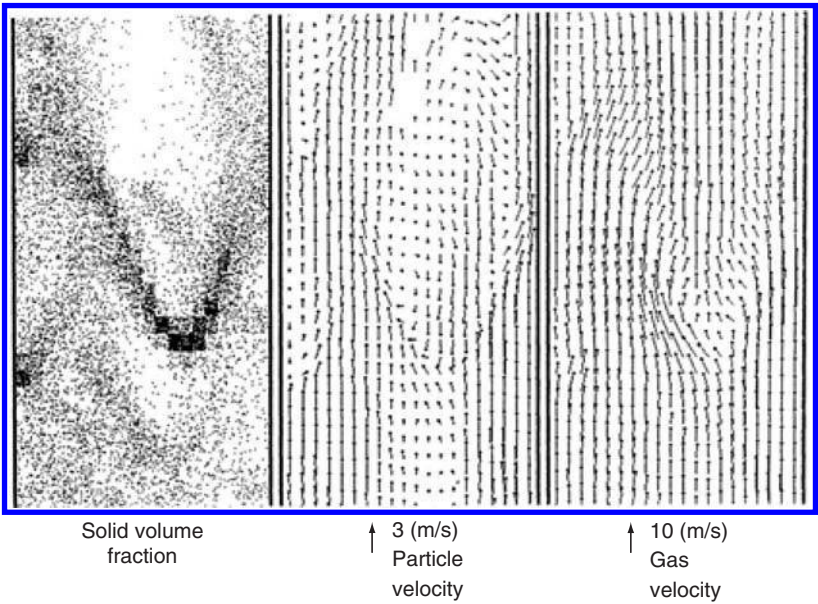 Solid volume
fraction
3 (m/s)
Particle
velocity
10 (m/s)
Gas
velocity